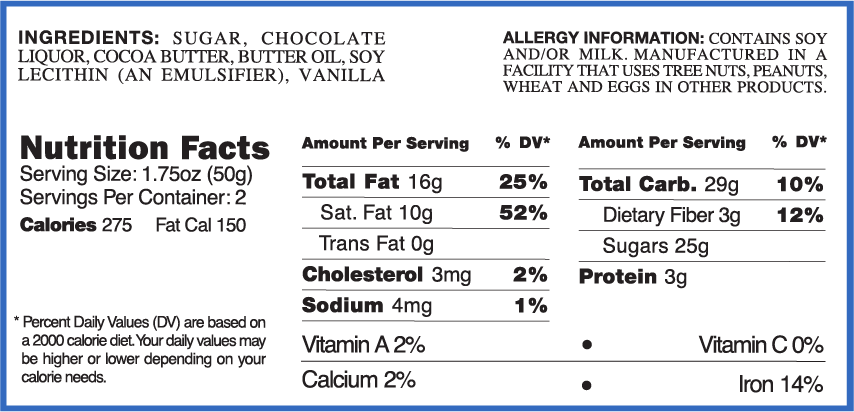 INGREDIENTS: SUGAR, CHOCOLATE
LIQUOR, COCOA BUTTER, BUTTER OIL, SOY
LECITHIN (AN EMULSIFIER), VANILLA
ALLERGY INFORMATION: CONTAINS SOY
AND/OR MILK. MANUFACTURED IN A
FACILITY THAT USES TREE NUTS, PEANUTS,
WHEAT AND EGGS IN OTHER PRODUCTS.
Nutrition Facts
Serving Size: 1.75oz (50g)
Servings Per Container: 2
Calories 275 Fat Cal 150
* Percent Daily Values (DV) are based on
a 2000 calorie diet. Your daily values may
be higher or lower depending on your
calorie needs.
Amount Per Serving % DV*
Total Fat 16g 25%
Sat. Fat 10g 52%
Trans Fat 0g
Cholesterol 3mg 2%
Sodium 4mg 1%
Amount Per Serving % DV*
Total Carb. 29g 10%
Dietary Fiber 3g 12%
Sugars 25g
Protein 3g
Vitamin A 2% • Vitamin C 0%
Calcium 2% • Iron 14%